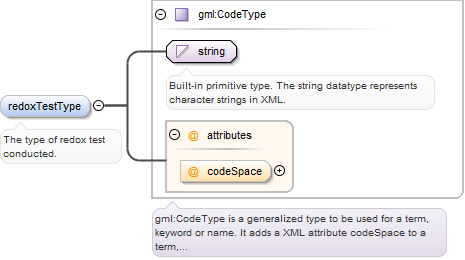 gml:CodeType
string
Built-in primitive type. The string datatype represents
character strings in XML.
redoxTestType
The type of redox test
conducted.
@ attributes
@ codeSpace
gml:CodeType is a generalized type to be used for a term,
keyword or name. It adds a XML attribute codeSpace to a
term,...